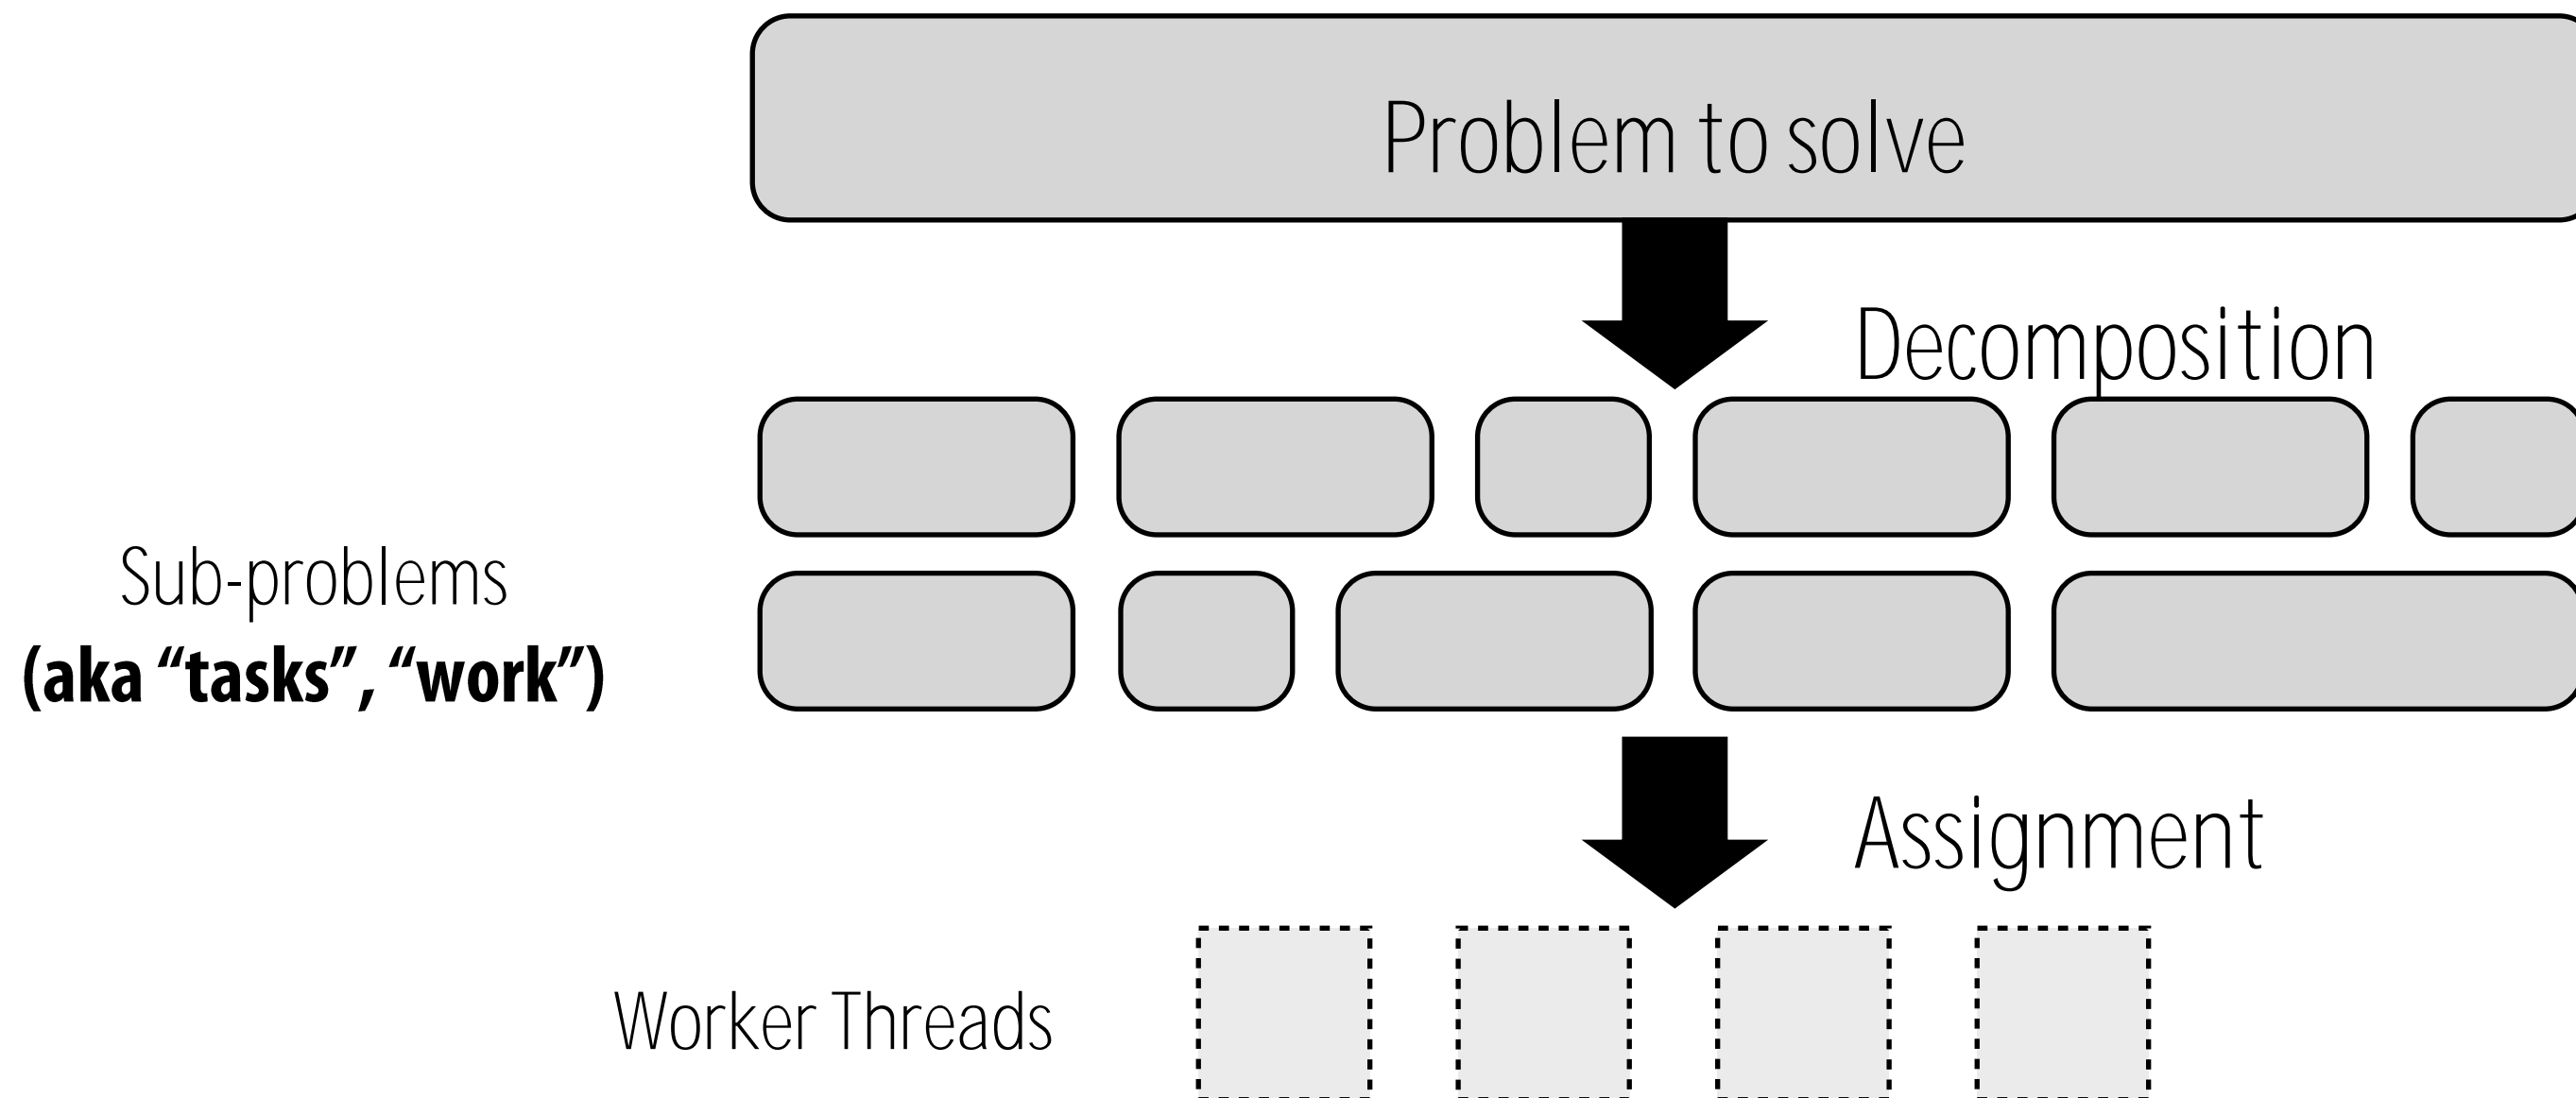 Problem to solve
Decomposition
Sub-problems
(aka “tasks”, “work”)
Assignment
Worker Threads